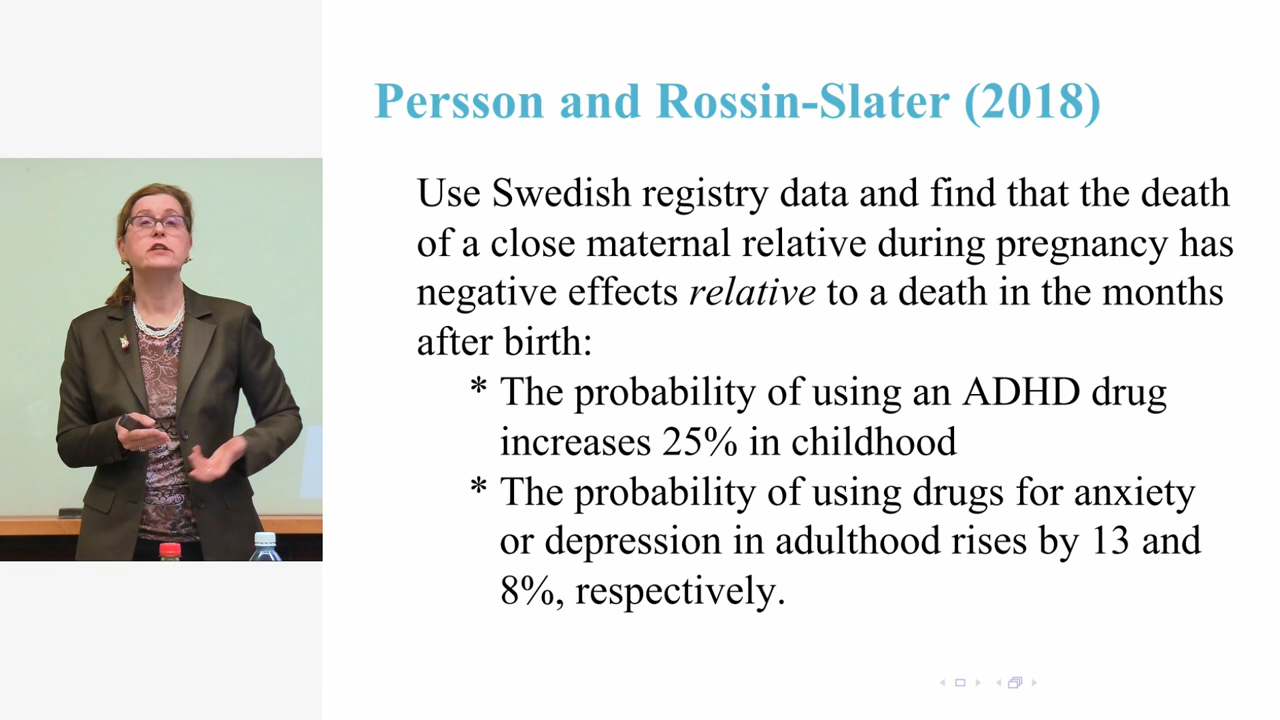 Persson and Rossin-Slater (2018)
Use Swedish registry data and find that the death
of a close maternal relative during pregnancy has
negative effects relative to a death in the months
after birth:
* The probability of using an ADHD drug
increases 25% in childhood
* The probability of using drugs for anxiety
or depression in adulthood rises by 13 and
8%, respectively.